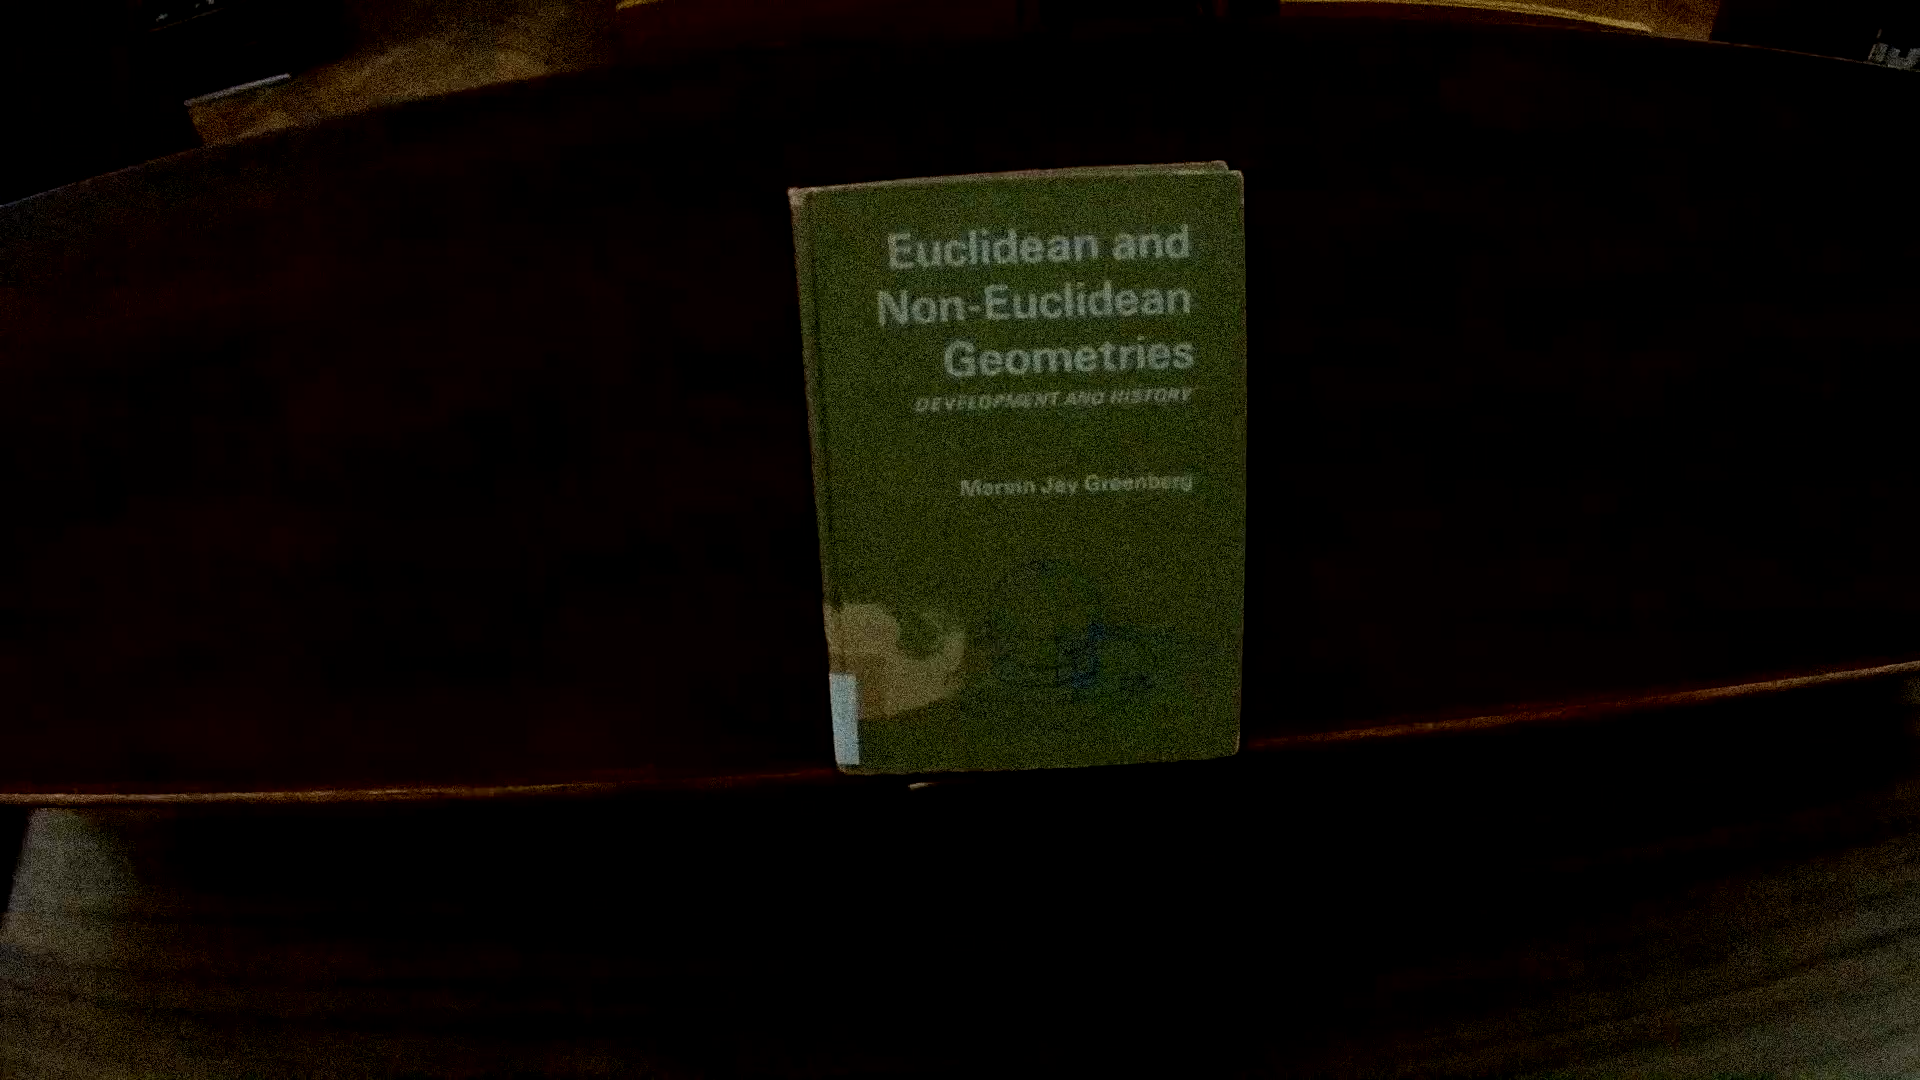 Euclidean and
Non-Euclidean
Geometries
DEVELOPMENT AND HISTORY
Marvin Jay Greenberg